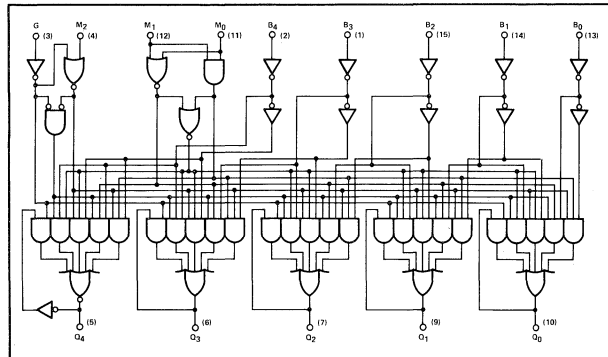 G M₂ M₁ M₀ B₄ B₃ B₂ B₁ B₀
(3) (4) (12) (11) (2) (1) (15) (14) (13)
(5) (6) (7) (9) (10)
Q₄ Q₃ Q₂ Q₁ Q₀